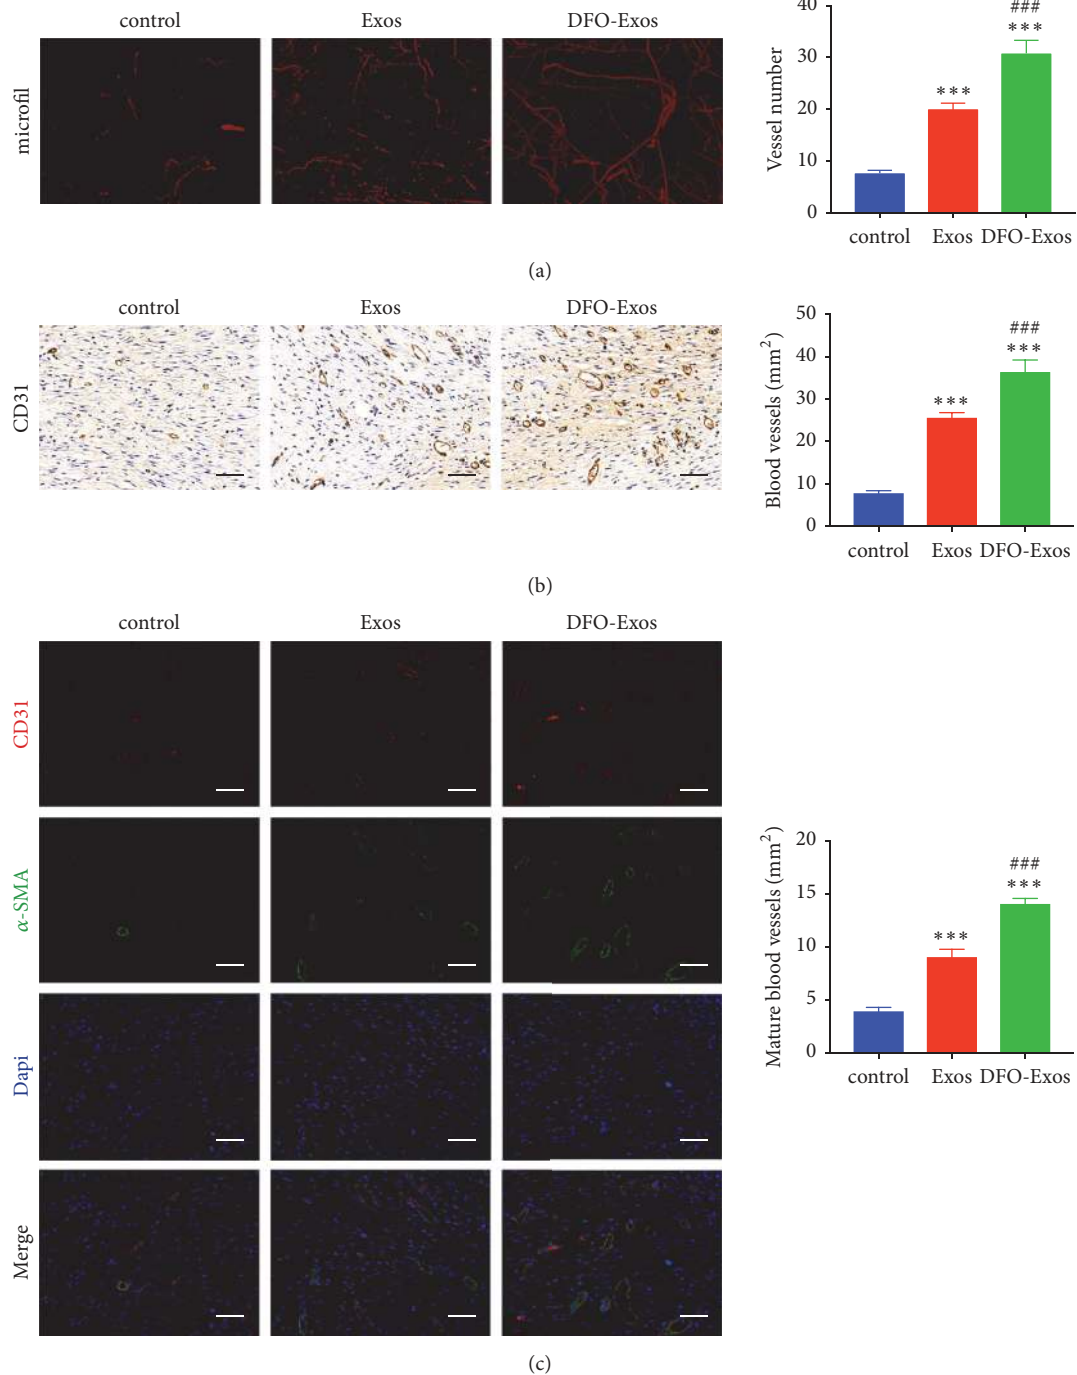 control Exos DFO-Exos
microfil
Vessel number
40
30
20
10
0
###
***
***
control Exos DFO-Exos
(a)
control Exos DFO-Exos
CD31
Blood vessels (mm²)
50
40
30
20
10
0
###
***
***
control Exos DFO-Exos
(b)
control Exos DFO-Exos
CD31
α-SMA
Dapi
Merge
Mature blood vessels (mm²)
20
15
10
5
0
###
***
***
control Exos DFO-Exos
(c)